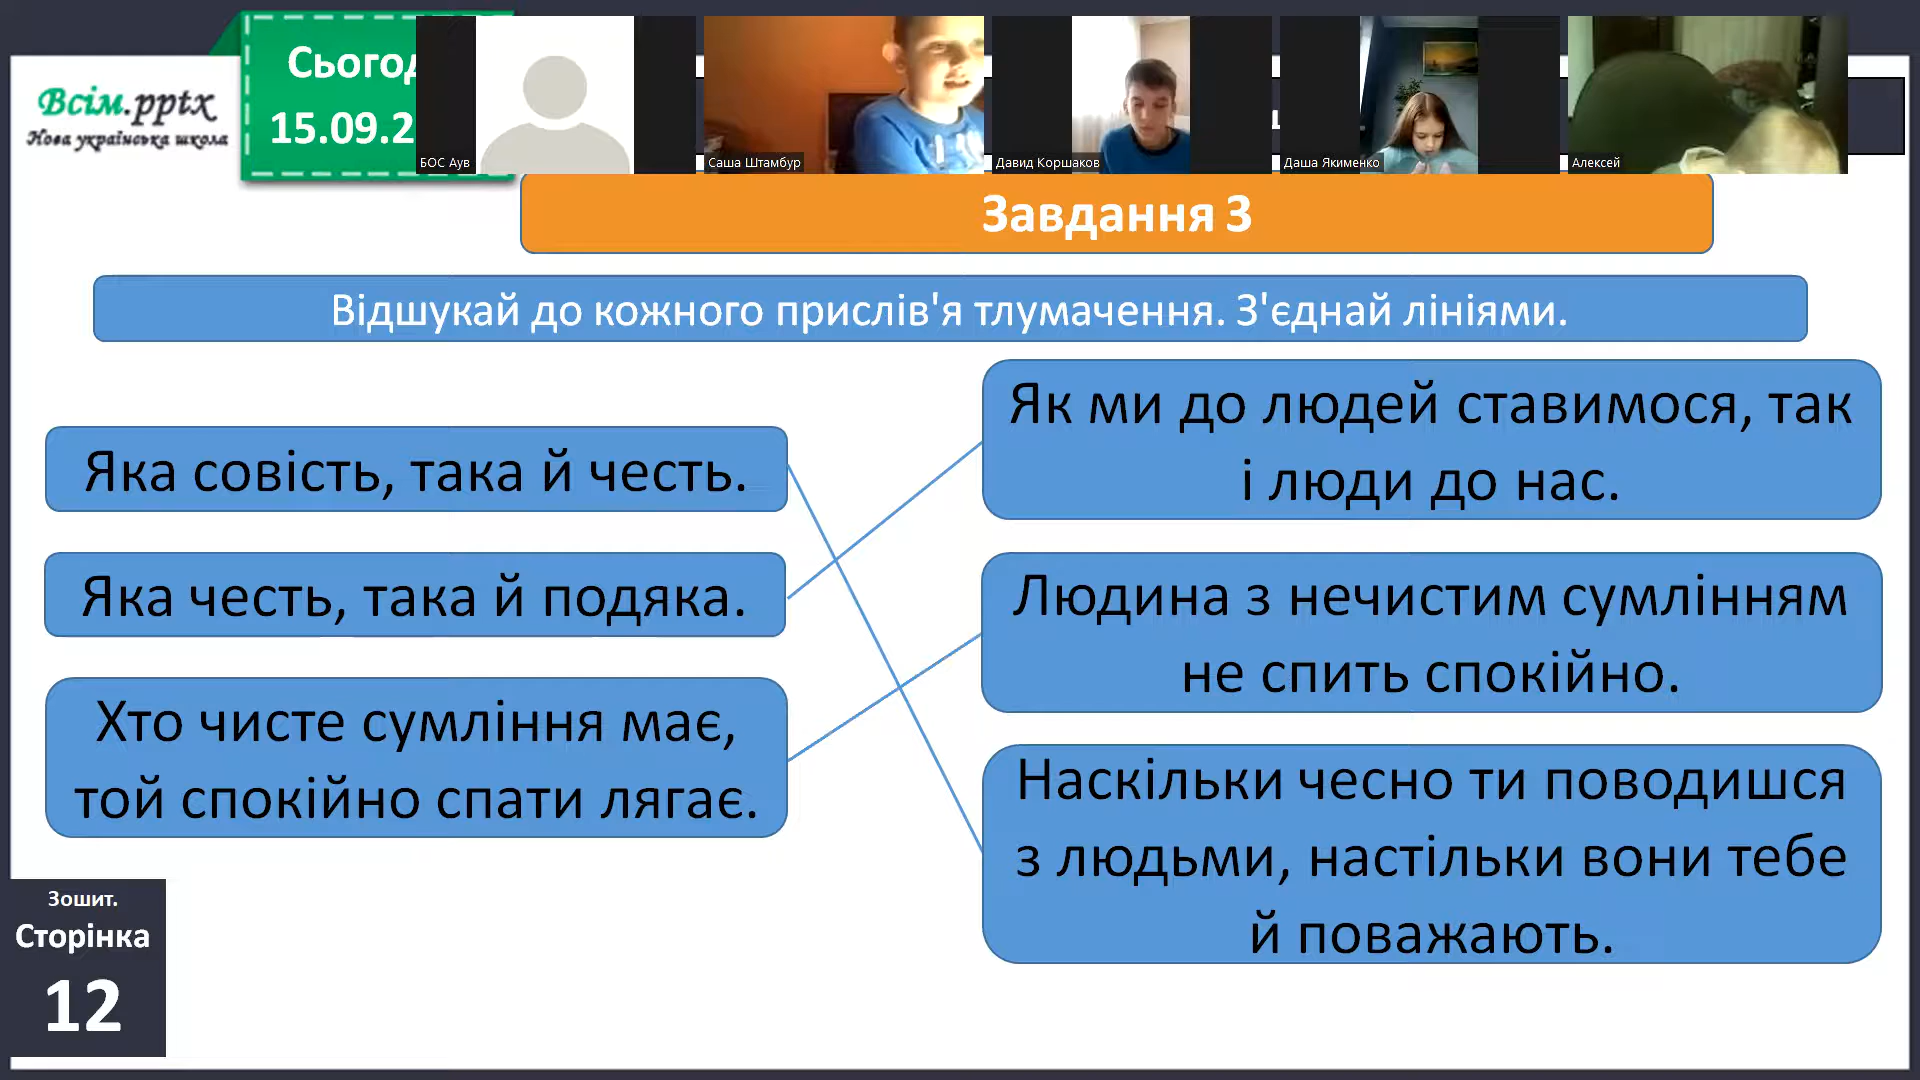 Всім.pptx
Нова українська школа
15.09.2
БОС Аув
Саша Штамбур
Давид Коршаков
Даша Якименко
Алексей
Завдання 3
Відшукай до кожного прислів'я тлумачення. З'єднай лініями.
Яка совість, така й честь.
Яка честь, така й подяка.
Хто чисте сумління має,
той спокійно спати лягає.
Як ми до людей ставимося, так
і люди до нас.
Людина з нечистим сумлінням
не спить спокійно.
Наскільки чесно ти поводишся
з людьми, настільки вони тебе
й поважають.
Зошит.
Сторінка
12